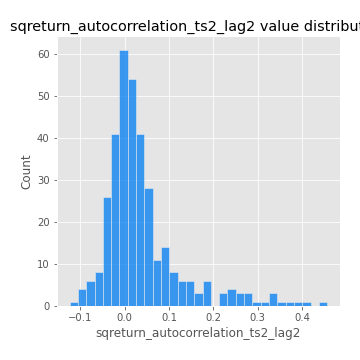 sqreturn_autocorrelation_ts2_lag2 value distribut
60
50
40
30
20
10
0
Count
−0.1 0.0 0.1 0.2 0.3 0.4
sqreturn_autocorrelation_ts2_lag2